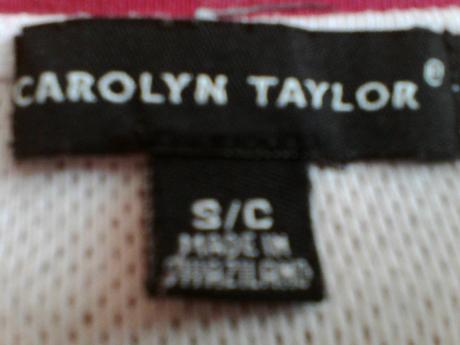 CAROLYN TAYLOR®
S/C
MADE IN
SWAZILAND